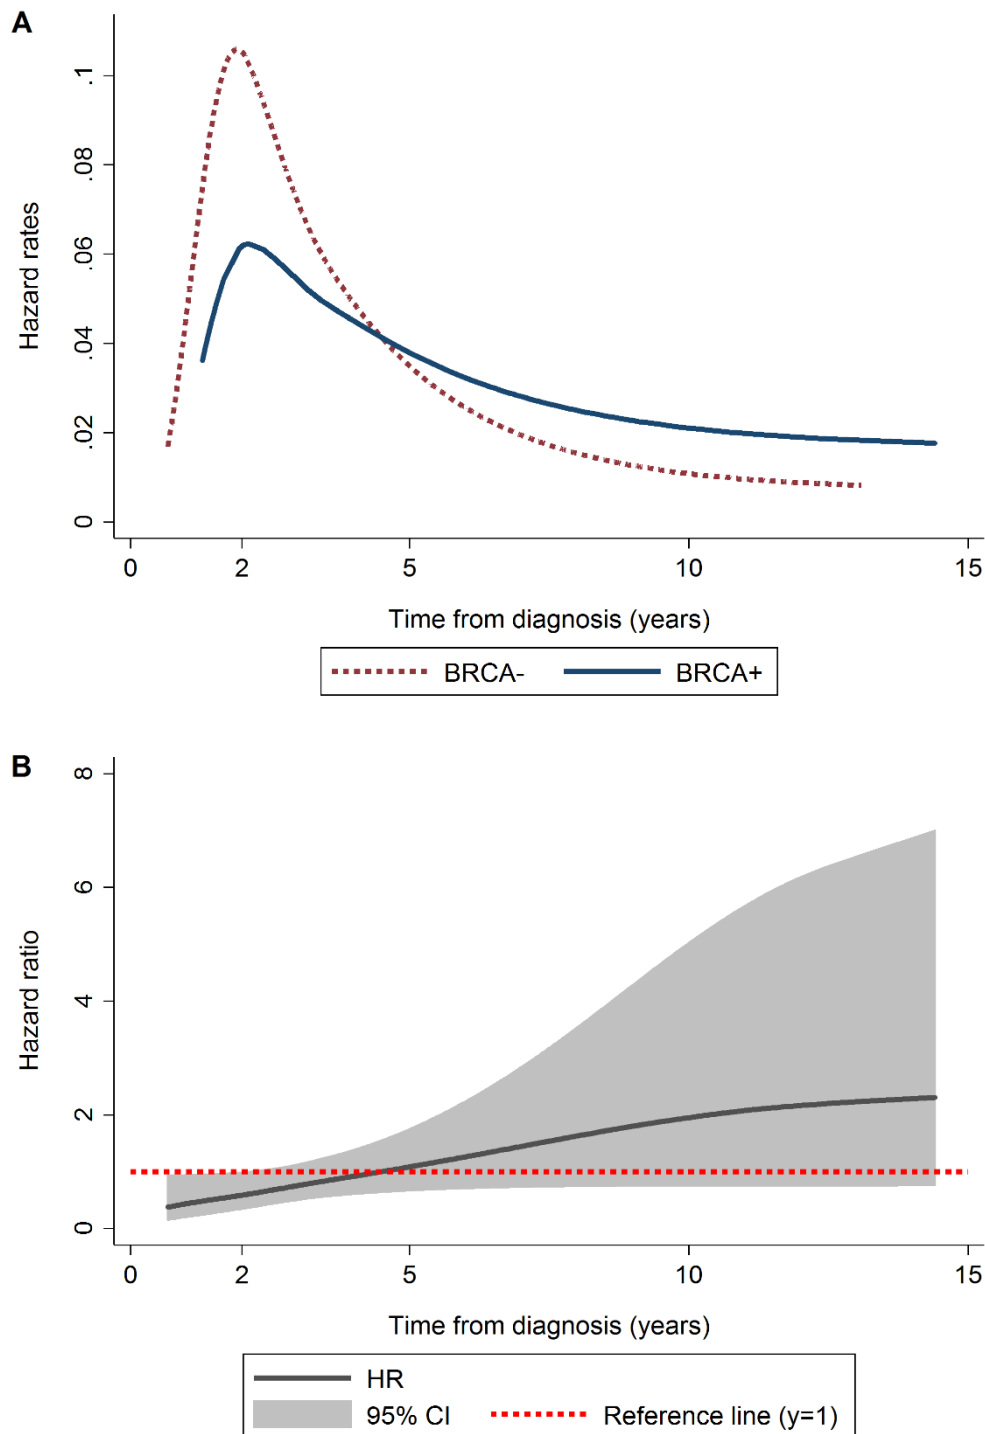 A
Hazard rates
.1
.08
.06
.04
.02
0
0 2 5 10 15
Time from diagnosis (years)
BRCA- BRCA+
B
Hazard ratio
8
6
4
2
0
0 2 5 10 15
Time from diagnosis (years)
HR
95% CI Reference line (y=1)